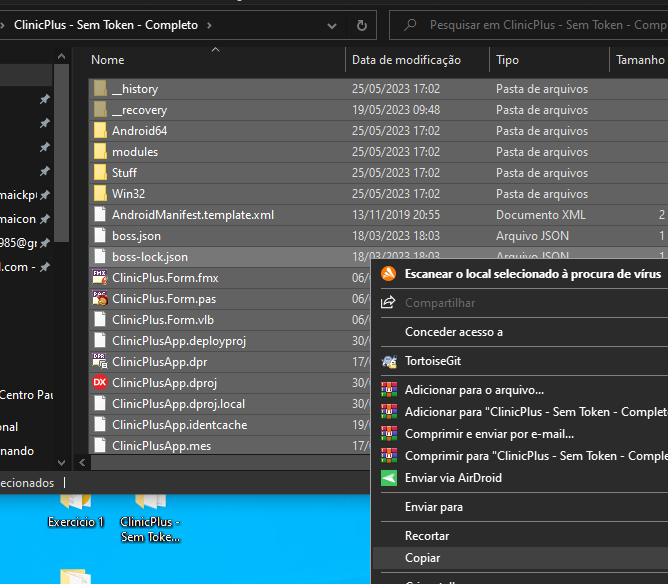 ClinicPlus - Sem Token - Completo
Pesquisar em ClinicPlus - Sem Token - Comp
Nome Data de modificação Tipo Tamanho
__history 25/05/2023 17:02 Pasta de arquivos
__recovery 19/05/2023 09:48 Pasta de arquivos
Android64 25/05/2023 17:02 Pasta de arquivos
modules 25/05/2023 17:02 Pasta de arquivos
Stuff 25/05/2023 17:02 Pasta de arquivos
maickp
Win32 25/05/2023 17:02 Pasta de arquivos
maicon
AndroidManifest.template.xml 13/11/2019 20:55 Documento XML 2
985@gr
boss.json 18/03/2023 18:03 Arquivo JSON 1
l.com -
boss-lock.json 18/03/2023 18:03 Arquivo JSON 1
ClinicPlus.Form.fmx 06/
ClinicPlus.Form.pas 06/
ClinicPlus.Form.vlb 06/
ClinicPlusApp.deployproj 30/
ClinicPlusApp.dpr 17/
ClinicPlusApp.dproj 30/
Centro Pau
ClinicPlusApp.dproj.local 30/
onal
ClinicPlusApp.identcache 19/
nando
ClinicPlusApp.mes 17/
ecionados
Escanear o local selecionado à procura de vírus
Compartilhar
Conceder acesso a
TortoiseGit
Adicionar para o arquivo...
Adicionar para "ClinicPlus - Sem Token - Complet
Comprimir e enviar por e-mail...
Comprimir para "ClinicPlus - Sem Token - Comple
Enviar via AirDroid
Enviar para
Recortar
Copiar
Exercicio 1
ClinicPlus -
Sem Toke...